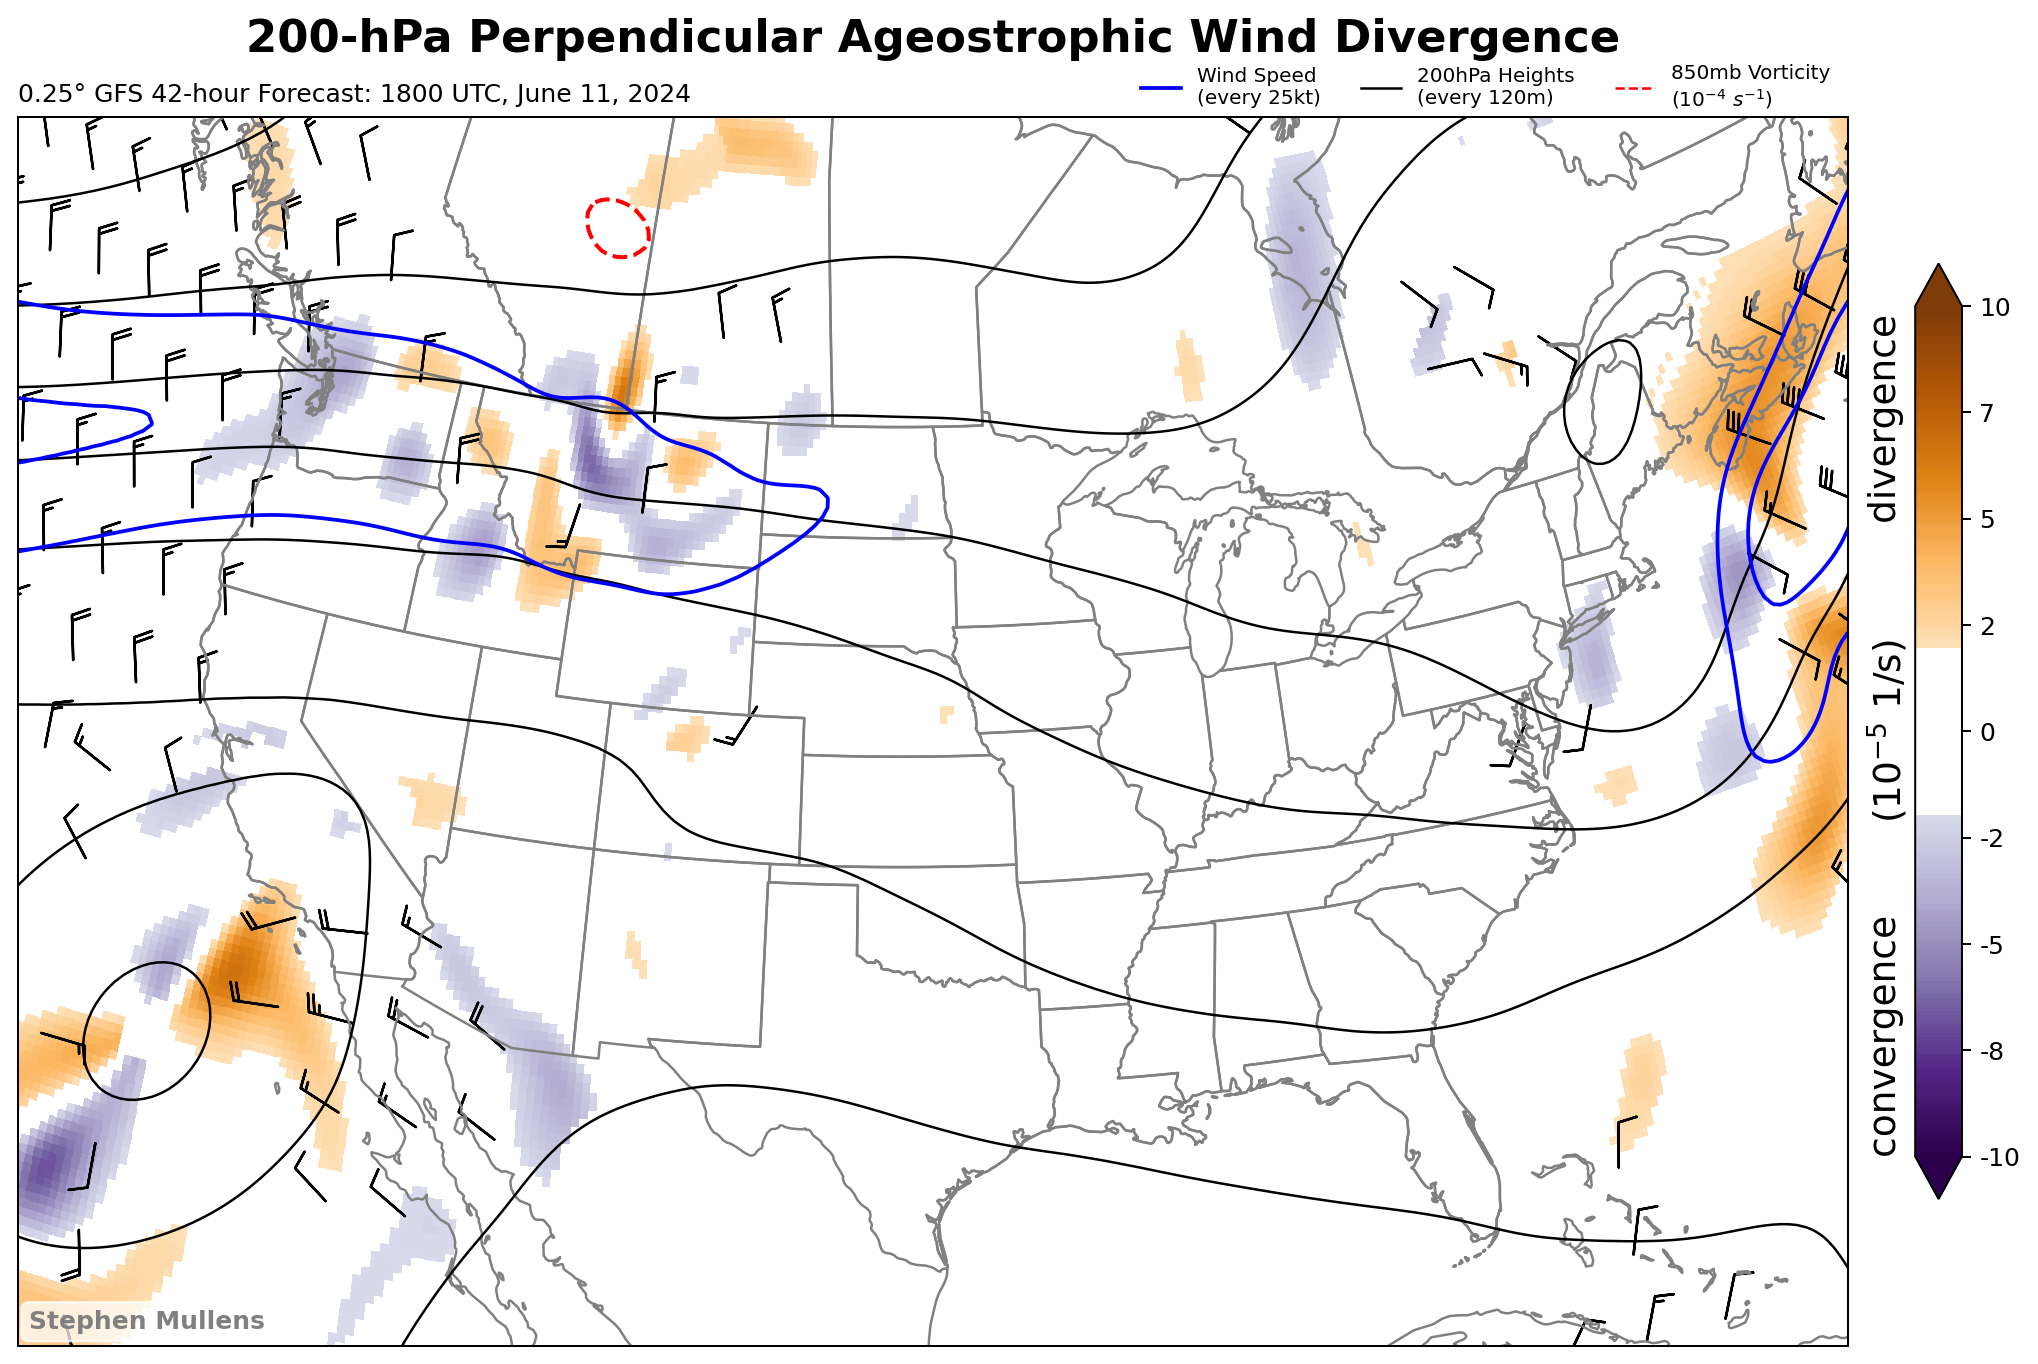 200-hPa Perpendicular Ageostrophic Wind Divergence
0.25° GFS 42-hour Forecast: 1800 UTC, June 11, 2024
Wind Speed
(every 25kt)
200hPa Heights
(every 120m)
850mb Vorticity
(10⁻⁴ s⁻¹)
10
7
5
2
0
-2
-5
-8
-10
convergence (10⁻⁵ 1/s) divergence
Stephen Mullens